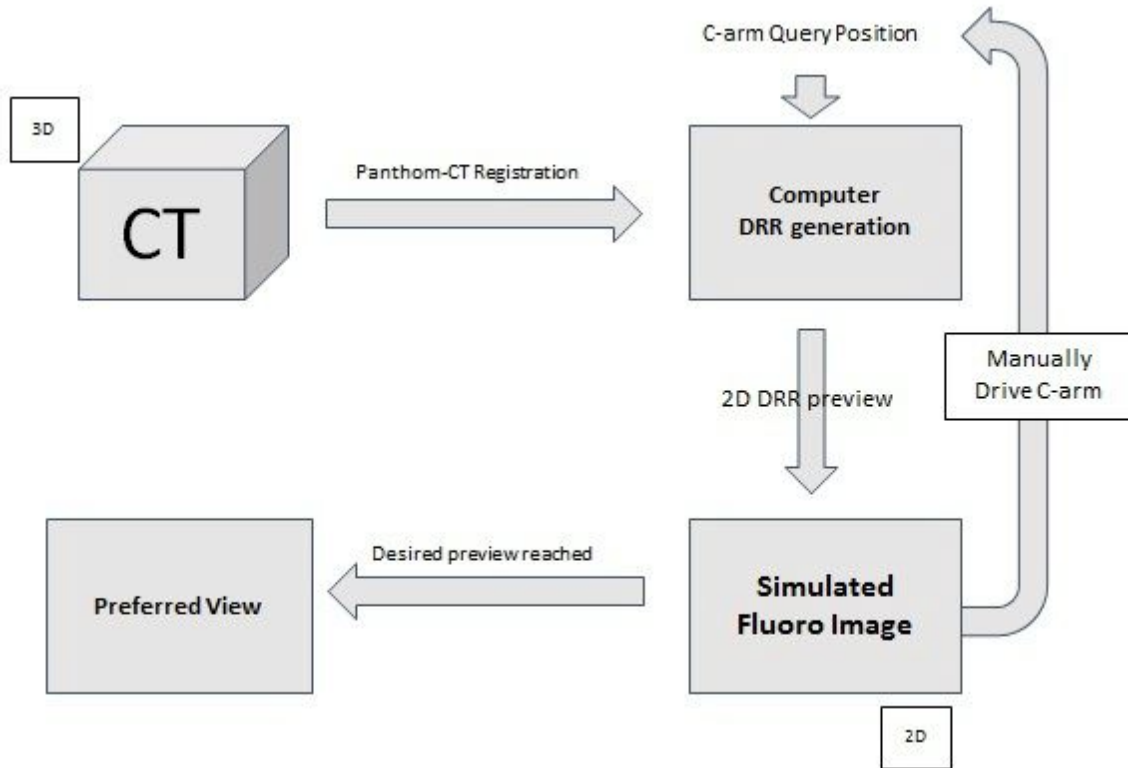 C-arm Query Position
3D
CT
Panthom-CT Registration
Computer
DRR generation
Manually
Drive C-arm
2D DRR preview
Desired preview reached
Preferred View
Simulated
Fluoro Image
2D